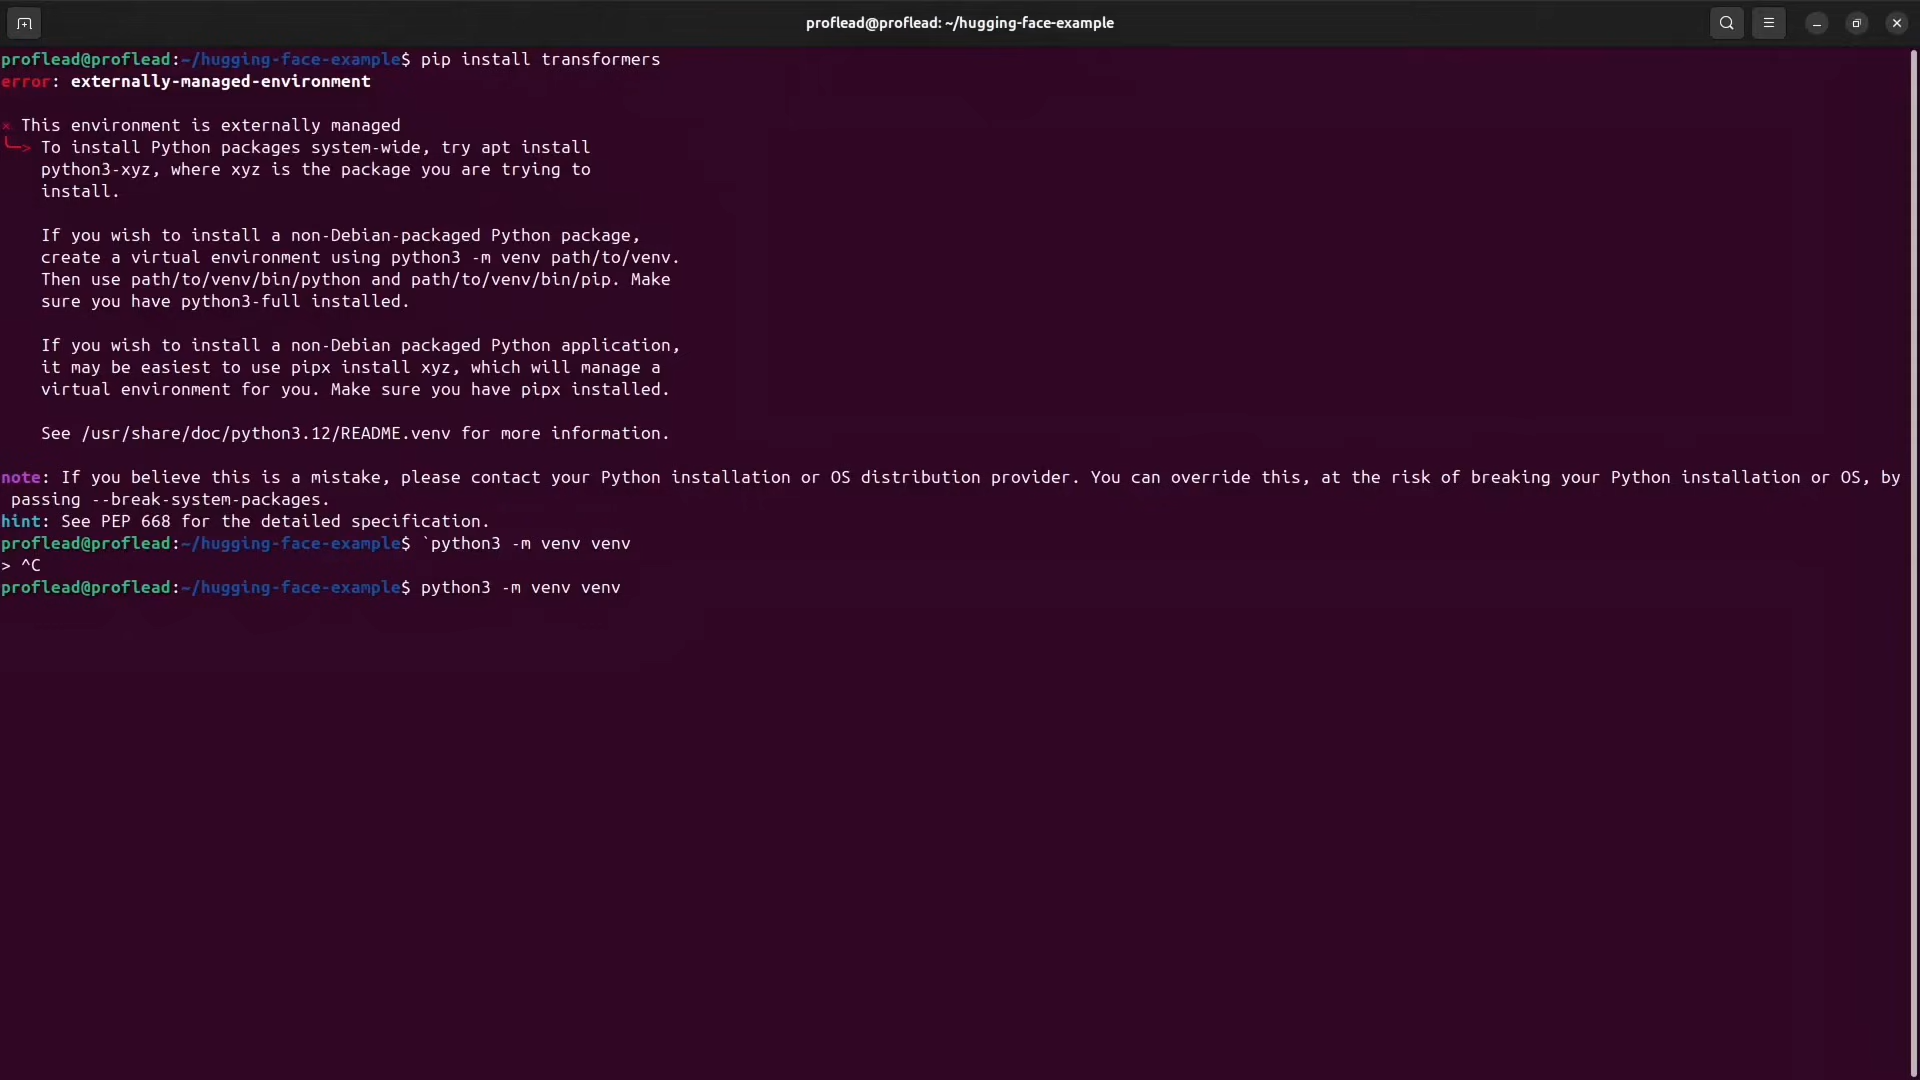 proflead@proflead: ~/hugging-face-example
proflead@proflead:~/hugging-face-example$ pip install transformers
error: externally-managed-environment
× This environment is externally managed
╰─> To install Python packages system-wide, try apt install
python3-xyz, where xyz is the package you are trying to
install.
If you wish to install a non-Debian-packaged Python package,
create a virtual environment using python3 -m venv path/to/venv.
Then use path/to/venv/bin/python and path/to/venv/bin/pip. Make
sure you have python3-full installed.
If you wish to install a non-Debian packaged Python application,
it may be easiest to use pipx install xyz, which will manage a
virtual environment for you. Make sure you have pipx installed.
See /usr/share/doc/python3.12/README.venv for more information.
note: If you believe this is a mistake, please contact your Python installation or OS distribution provider. You can override this, at the risk of breaking your Python installation or OS, by
passing --break-system-packages.
hint: See PEP 668 for the detailed specification.
proflead@proflead:~/hugging-face-example$ `python3 -m venv venv
> ^C
proflead@proflead:~/hugging-face-example$ python3 -m venv venv